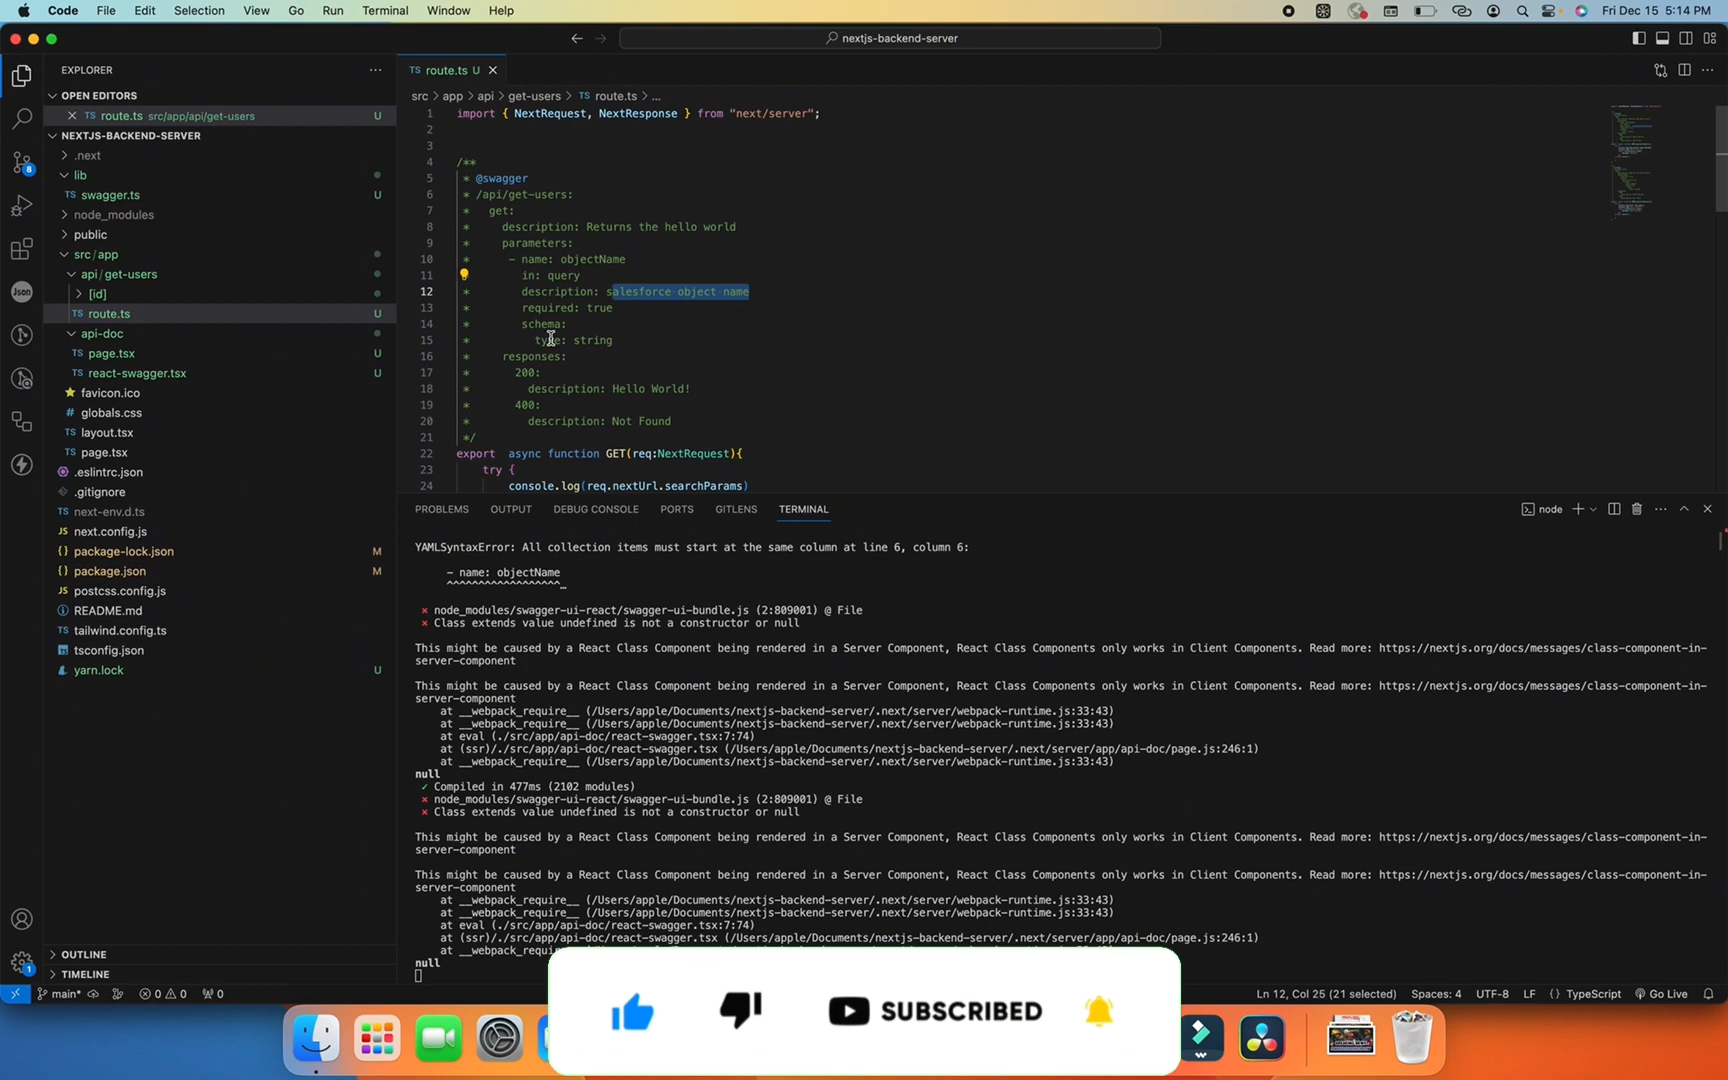 Code File Edit Selection View Go Run Terminal Window Help Fri Dec 15 5:14 PM
nextjs-backend-server
EXPLORER
OPEN EDITORS
TS route.ts src/app/api/get-users U
NEXTJS-BACKEND-SERVER
.next
lib
TS swagger.ts U
node_modules
public
src/app
api/get-users
[id]
TS route.ts U
api-doc
TS page.tsx U
TS react-swagger.tsx U
favicon.ico
# globals.css
TS layout.tsx
TS page.tsx
.eslintrc.json
.gitignore
TS next-env.d.ts
JS next.config.js
{} package-lock.json M
{} package.json M
JS postcss.config.js
README.md
TS tailwind.config.ts
tsconfig.json
yarn.lock U
OUTLINE
TIMELINE
8
Json
1
TS route.ts U
src > app > api > get-users > TS route.ts > ...
1 import { NextRequest, NextResponse } from "next/server";
2
3
4 /**
5 * @swagger
6 * /api/get-users:
7 * get:
8 * description: Returns the hello world
9 * parameters:
10 * - name: objectName
11 * in: query
12 * description: salesforce object name
13 * required: true
14 * schema:
15 * type: string
16 * responses:
17 * 200:
18 * description: Hello World!
19 * 400:
20 * description: Not Found
21 */
22 export async function GET(req:NextRequest){
23 try {
24 console.log(req.nextUrl.searchParams)
PROBLEMS OUTPUT DEBUG CONSOLE PORTS GITLENS TERMINAL node
YAMLSyntaxError: All collection items must start at the same column at line 6, column 6:
- name: objectName
^^^^^^^^^^^^^^^^^^…
⨯ node_modules/swagger-ui-react/swagger-ui-bundle.js (2:809001) @ File
⨯ Class extends value undefined is not a constructor or null
This might be caused by a React Class Component being rendered in a Server Component, React Class Components only works in Client Components. Read more: https://nextjs.org/docs/messages/class-component-in-
server-component
This might be caused by a React Class Component being rendered in a Server Component, React Class Components only works in Client Components. Read more: https://nextjs.org/docs/messages/class-component-in-
server-component
at __webpack_require__ (/Users/apple/Documents/nextjs-backend-server/.next/server/webpack-runtime.js:33:43)
at __webpack_require__ (/Users/apple/Documents/nextjs-backend-server/.next/server/webpack-runtime.js:33:43)
at eval (./src/app/api-doc/react-swagger.tsx:7:74)
at (ssr)/./src/app/api-doc/react-swagger.tsx (/Users/apple/Documents/nextjs-backend-server/.next/server/app/api-doc/page.js:246:1)
at __webpack_require__ (/Users/apple/Documents/nextjs-backend-server/.next/server/webpack-runtime.js:33:43)
null
✓ Compiled in 477ms (2102 modules)
⨯ node_modules/swagger-ui-react/swagger-ui-bundle.js (2:809001) @ File
⨯ Class extends value undefined is not a constructor or null
This might be caused by a React Class Component being rendered in a Server Component, React Class Components only works in Client Components. Read more: https://nextjs.org/docs/messages/class-component-in-
server-component
This might be caused by a React Class Component being rendered in a Server Component, React Class Components only works in Client Components. Read more: https://nextjs.org/docs/messages/class-component-in-
server-component
at __webpack_require__ (/Users/apple/Documents/nextjs-backend-server/.next/server/webpack-runtime.js:33:43)
at __webpack_require__ (/Users/apple/Documents/nextjs-backend-server/.next/server/webpack-runtime.js:33:43)
at eval (./src/app/api-doc/react-swagger.tsx:7:74)
at (ssr)/./src/app/api-doc/react-swagger.tsx (/Users/apple/Documents/nextjs-backend-server/.next/server/app/api-doc/page.js:246:1)
at __webpack_requi
null
main* 0 0 0 Ln 12, Col 25 (21 selected) Spaces: 4 UTF-8 LF {} TypeScript Go Live
SUBSCRIBED